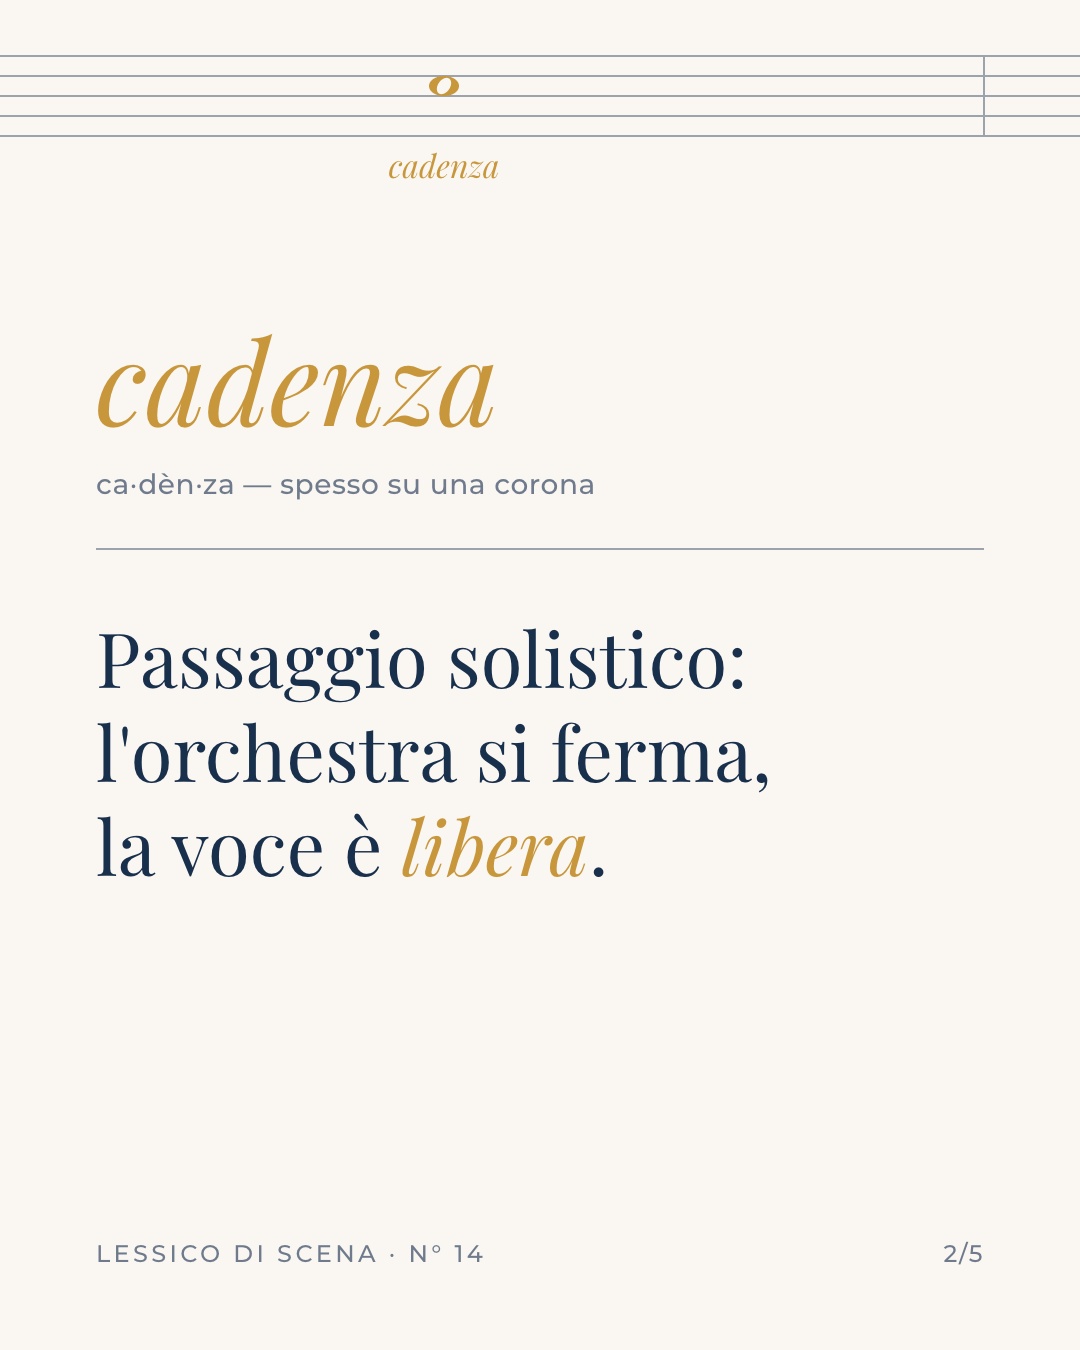 cadenza
cadenza
ca·dèn·za — spesso su una corona
Passaggio solistico:
l'orchestra si ferma,
la voce è libera.
LESSICO DI SCENA · N° 14
2/5